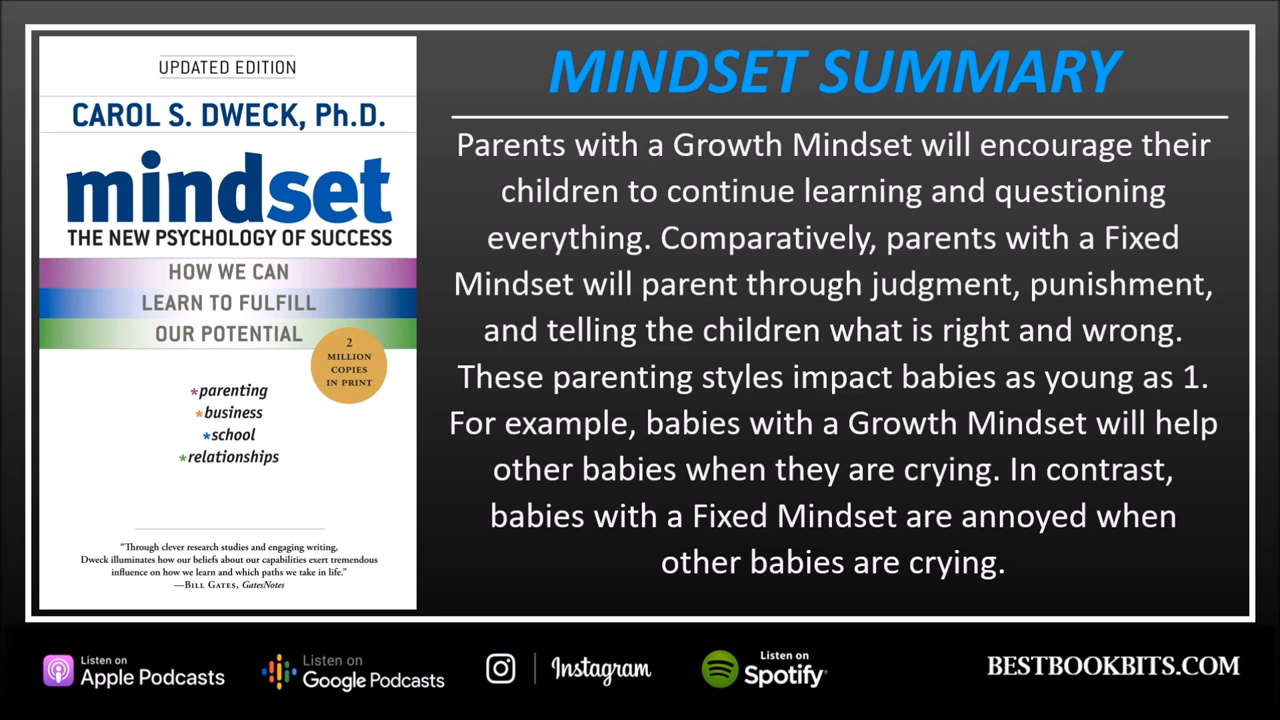 UPDATED EDITION
CAROL S. DWECK, Ph.D.
mindset
THE NEW PSYCHOLOGY OF SUCCESS
HOW WE CAN
LEARN TO FULFILL
OUR POTENTIAL
2
MILLION
COPIES
IN PRINT
*parenting
*business
*school
*relationships
“Through clever research studies and engaging writing,
Dweck illuminates how our beliefs about our capabilities exert tremendous
influence on how we learn and which paths we take in life.”
—BILL GATES, GatesNotes
MINDSET SUMMARY
Parents with a Growth Mindset will encourage their
children to continue learning and questioning
everything. Comparatively, parents with a Fixed
Mindset will parent through judgment, punishment,
and telling the children what is right and wrong.
These parenting styles impact babies as young as 1.
For example, babies with a Growth Mindset will help
other babies when they are crying. In contrast,
babies with a Fixed Mindset are annoyed when
other babies are crying.
Listen on
Apple Podcasts
Listen on
Google Podcasts
Instagram
Listen on
Spotify
BESTBOOKBITS.COM